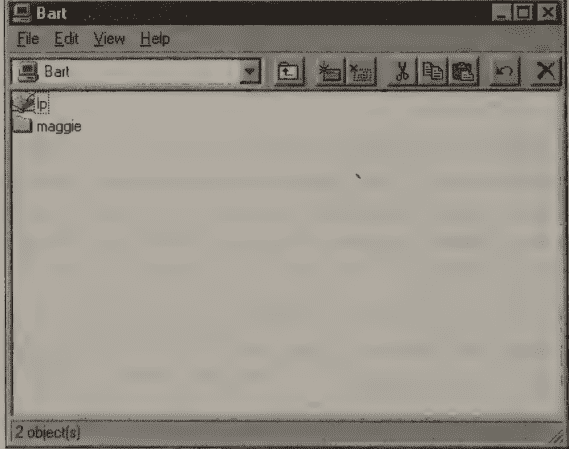 Bart
File Edit View Help
Bart
lp
maggie
2 object(s)